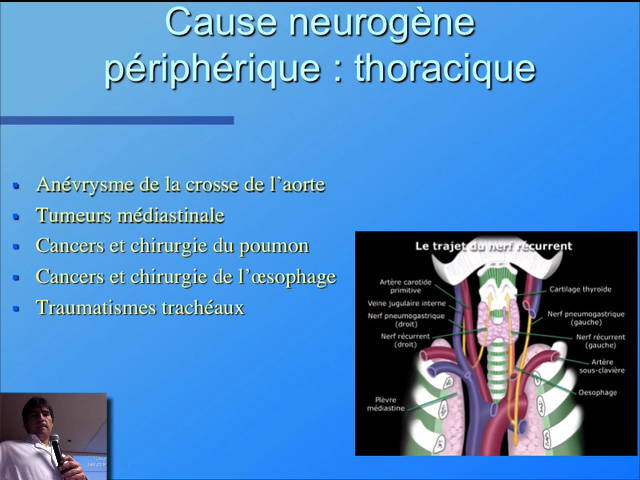 Cause neurogène
périphérique : thoracique
Anévrysme de la crosse de l’aorte
Tumeurs médiastinale
Cancers et chirurgie du poumon
Cancers et chirurgie de l’œsophage
Traumatismes trachéaux
Le trajet du nerf récurrent
Artère carotide
primitive
Veine jugulaire interne
Nerf pneumogastrique
(droit)
Nerf récurrent
(droit)
Plèvre
médiastine
Cartilage thyroïde
Nerf pneumogastrique
(gauche)
Nerf récurrent
(gauche)
Artère
sous-clavière
Oesophage